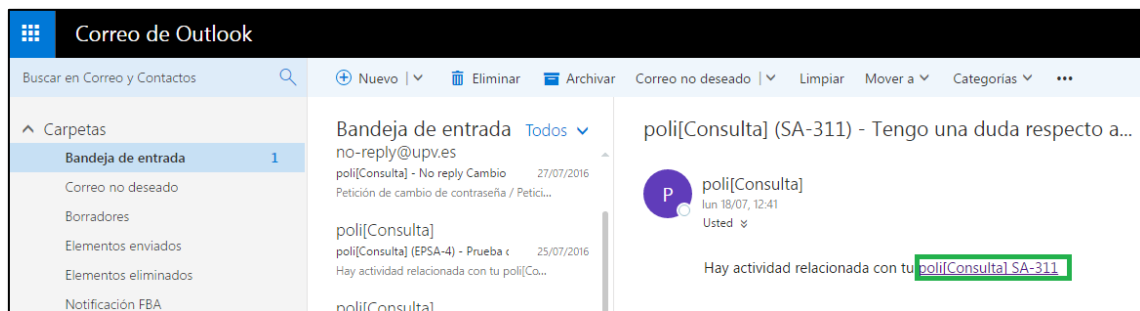 Correo de Outlook
Buscar en Correo y Contactos
Nuevo | Eliminar Archivar Correo no deseado | Limpiar Mover a Categorías •••
Carpetas
Bandeja de entrada 1
Correo no deseado
Borradores
Elementos enviados
Elementos eliminados
Notificación FBA
Bandeja de entrada Todos
no-reply@upv.es
poli[Consulta] - No reply Cambio 27/07/2016
Petición de cambio de contraseña / Petici...
poli[Consulta]
poli[Consulta] (EPSA-4) - Prueba 25/07/2016
Hay actividad relacionada con tu poli[Co...
poli[Consulta]
poli[Consulta] (SA-311) - Tengo una duda respecto a...
P
poli[Consulta]
lun 18/07, 12:41
Usted
Hay actividad relacionada con tu poli[Consulta] SA-311